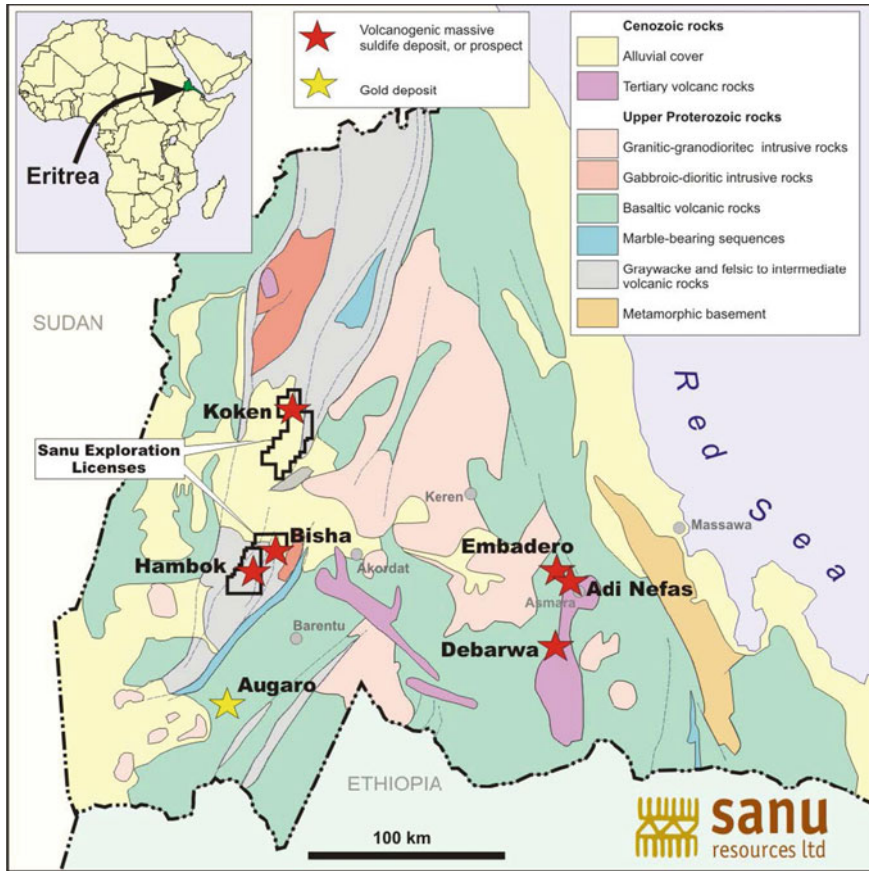 Eritrea
Volcanogenic massive
suldife deposit, or prospect
Gold deposit
Cenozoic rocks
Alluvial cover
Tertiary volcanc rocks
Upper Proterozoic rocks
Granitic-granodioritec intrusive rocks
Gabbroic-dioritic intrusive rocks
Basaltic volcanic rocks
Marble-bearing sequences
Graywacke and felsic to intermediate
volcanic rocks
Metamorphic basement
SUDAN
Red Sea
Koken
Sanu Exploration
Licenses
Keren
Massawa
Bisha
Hambok
Akordat
Embadero
Adi Nefas
Asmara
Barentu
Debarwa
Augaro
ETHIOPIA
100 km
sanu
resources ltd